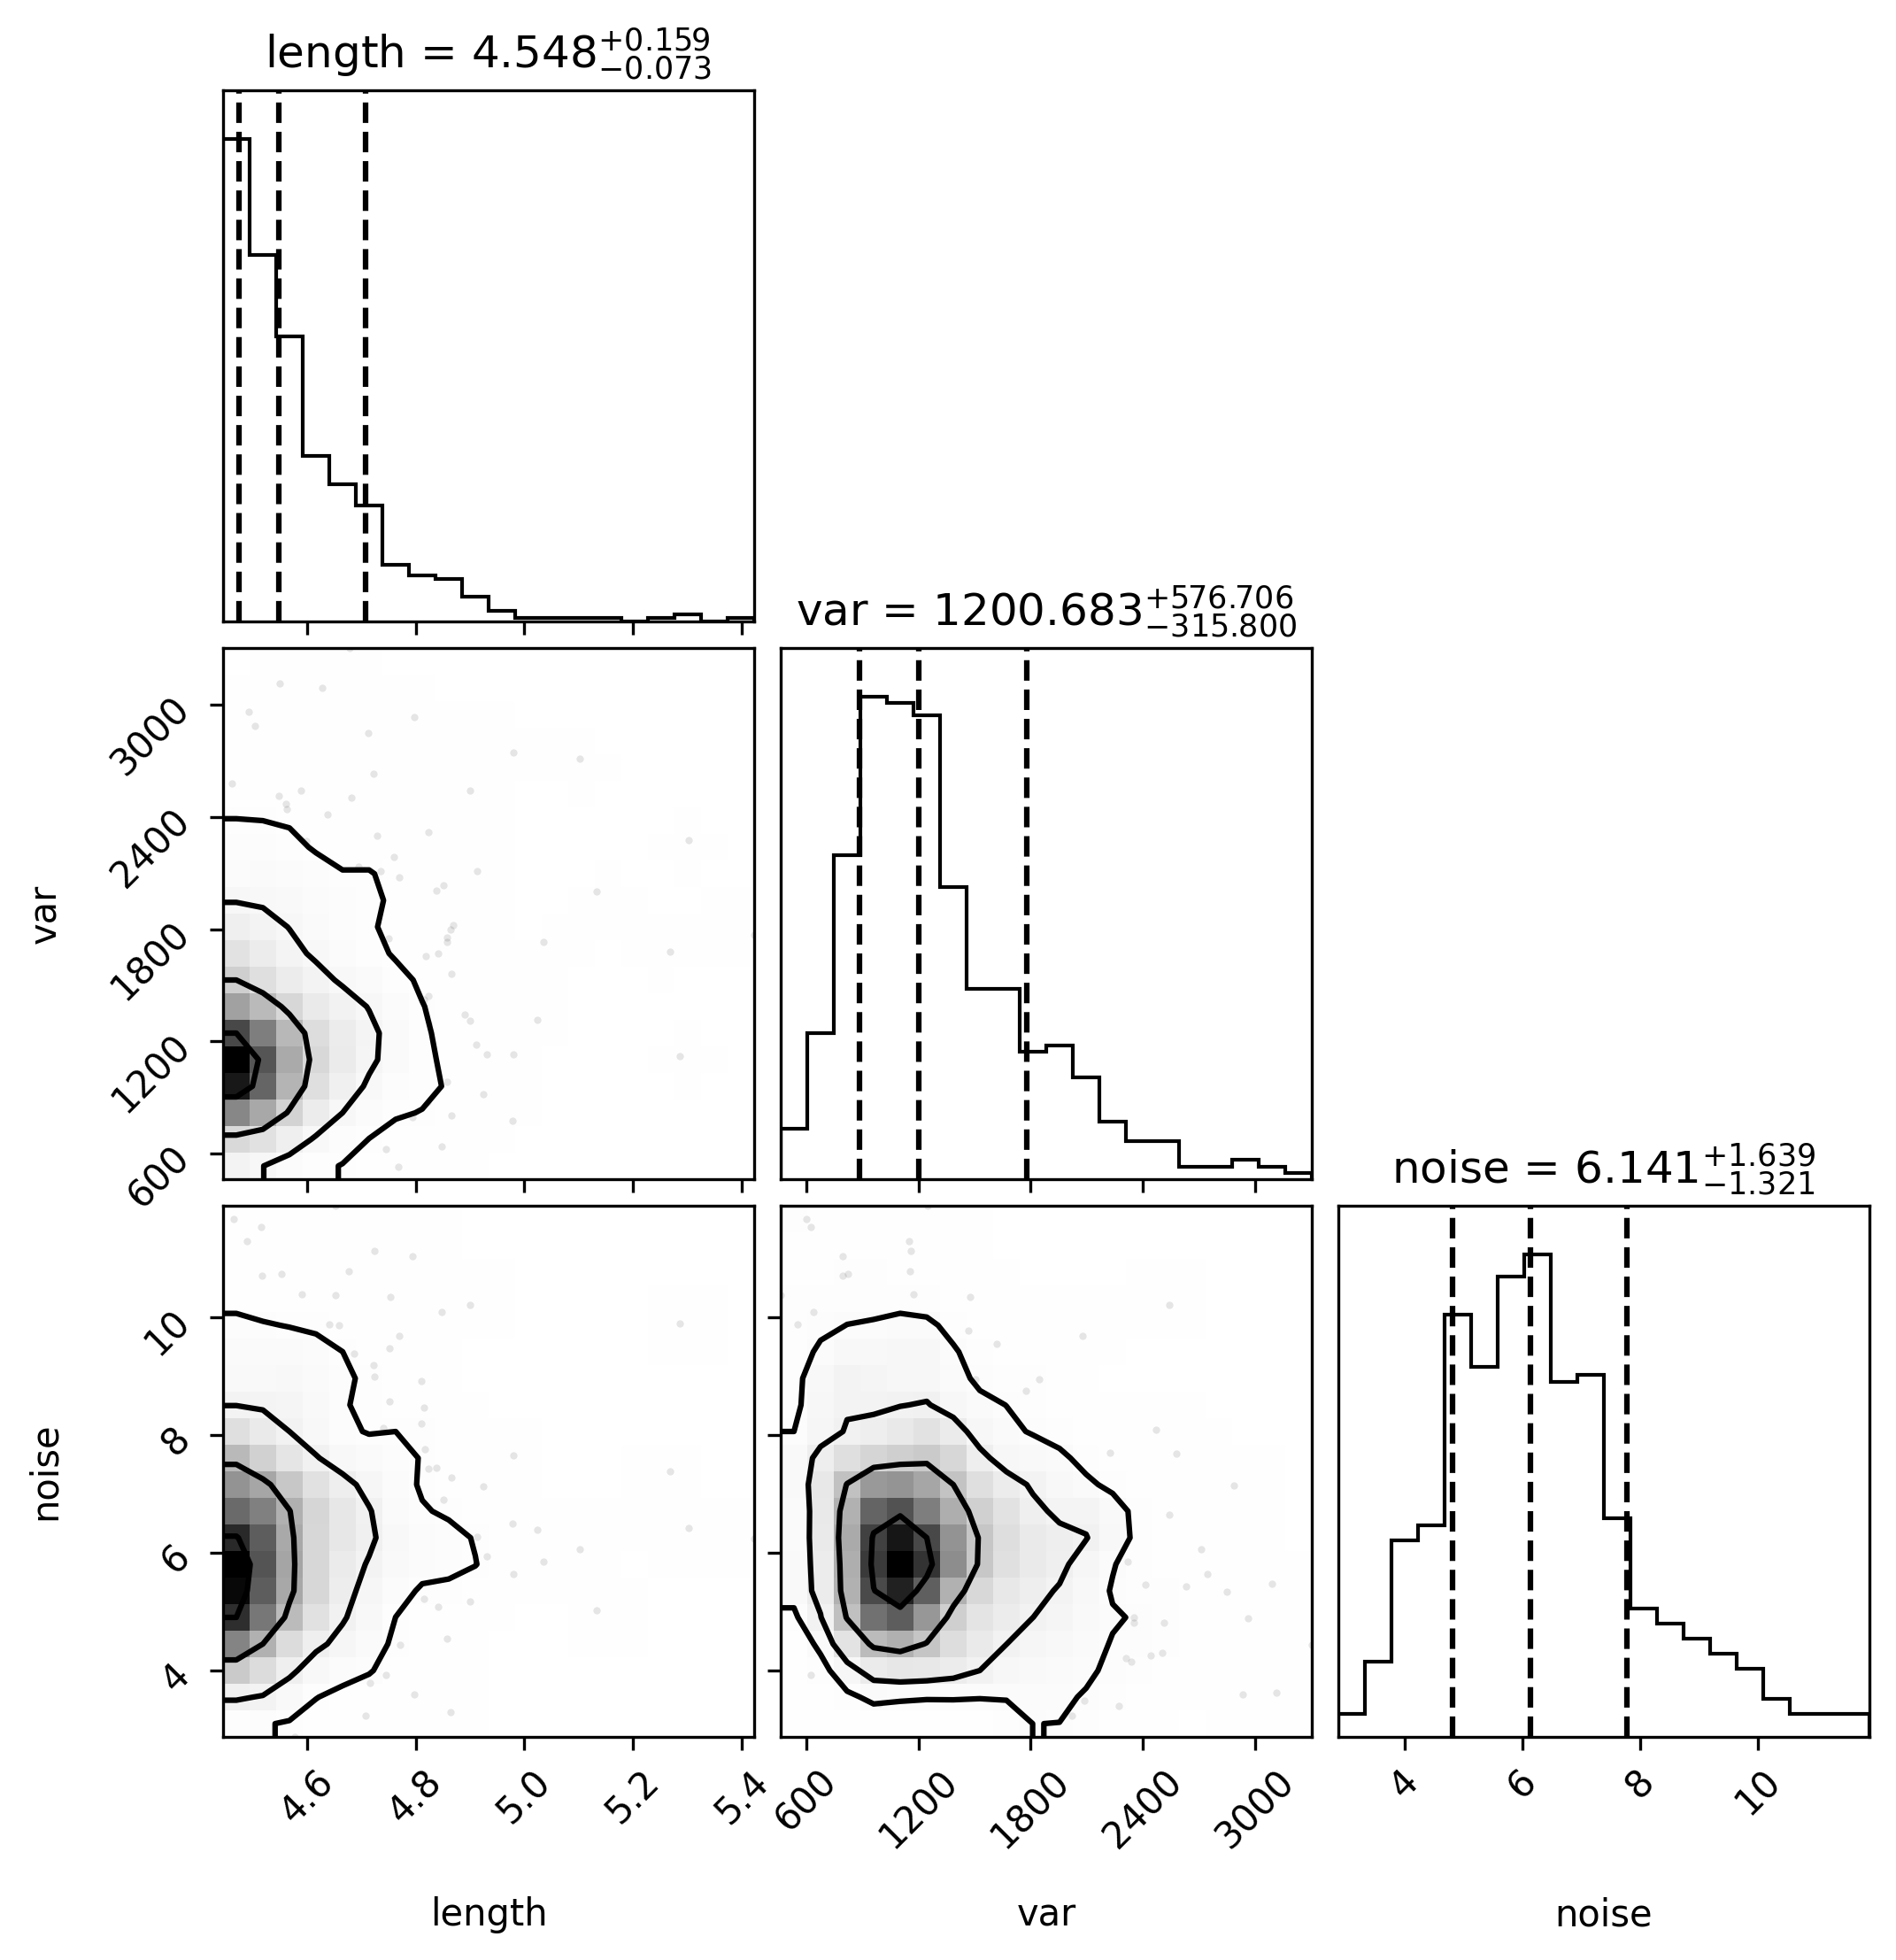 length = 4.548 +0.159 −0.073
var = 1200.683 +576.706 −315.800
3000
2400
1800
1200
600
var
noise = 6.141 +1.639 −1.321
10
8
6
4
noise
4.6 4.8 5.0 5.2 5.4 600 1200 1800 2400 3000 4 6 8 10
length var noise